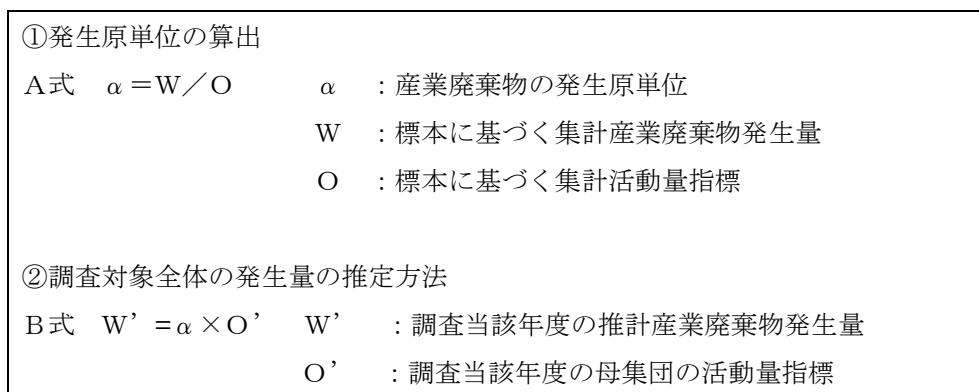 ①発生原単位の算出
A式　α＝W／O　　α　：産業廃棄物の発生原単位
W　：標本に基づく集計産業廃棄物発生量
O　：標本に基づく集計活動量指標
②調査対象全体の発生量の推定方法
B式　W’=α×O’　W’　：調査当該年度の推計産業廃棄物発生量
O’　：調査当該年度の母集団の活動量指標